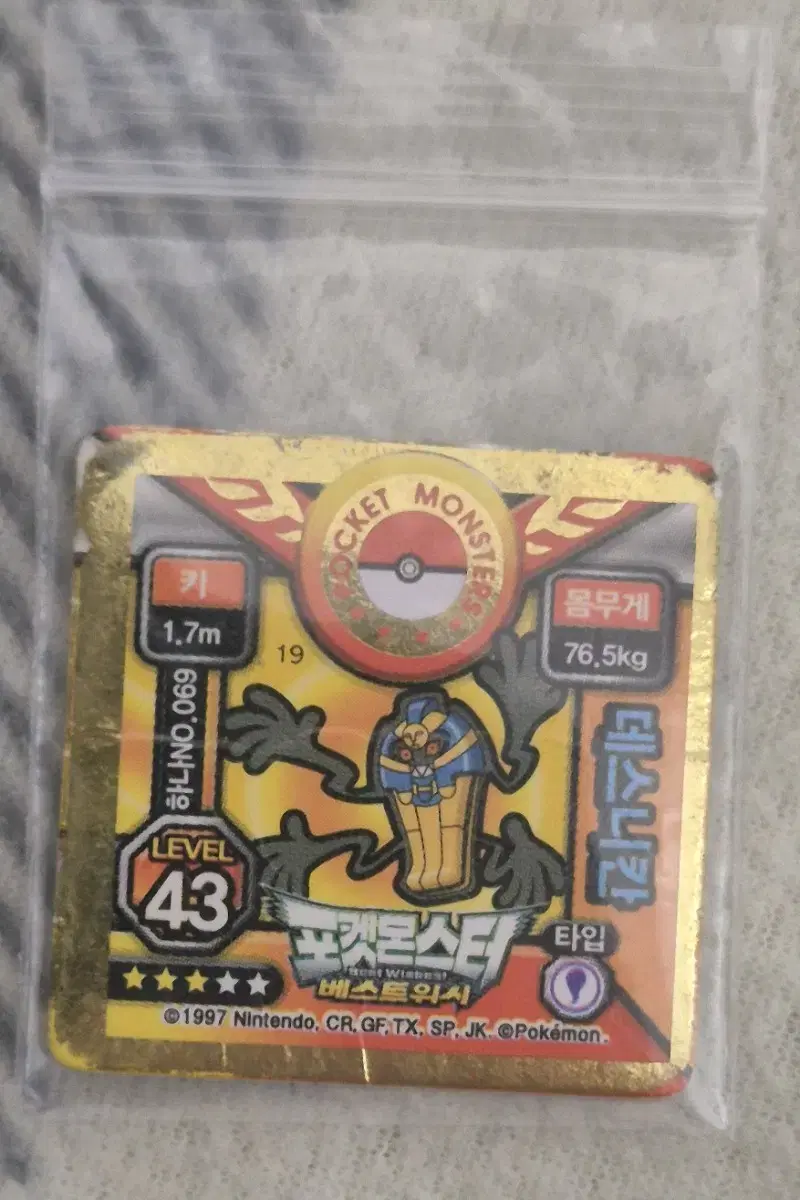 POCKET MONSTERS
키
1.7m
몸무게
76.5kg
19
하나NO.069
데스니칸
LEVEL
43
포켓몬스터
Best Wishes!
베스트위시
타입
©1997 Nintendo, CR, GF, TX, SP, JK. ©Pokémon.